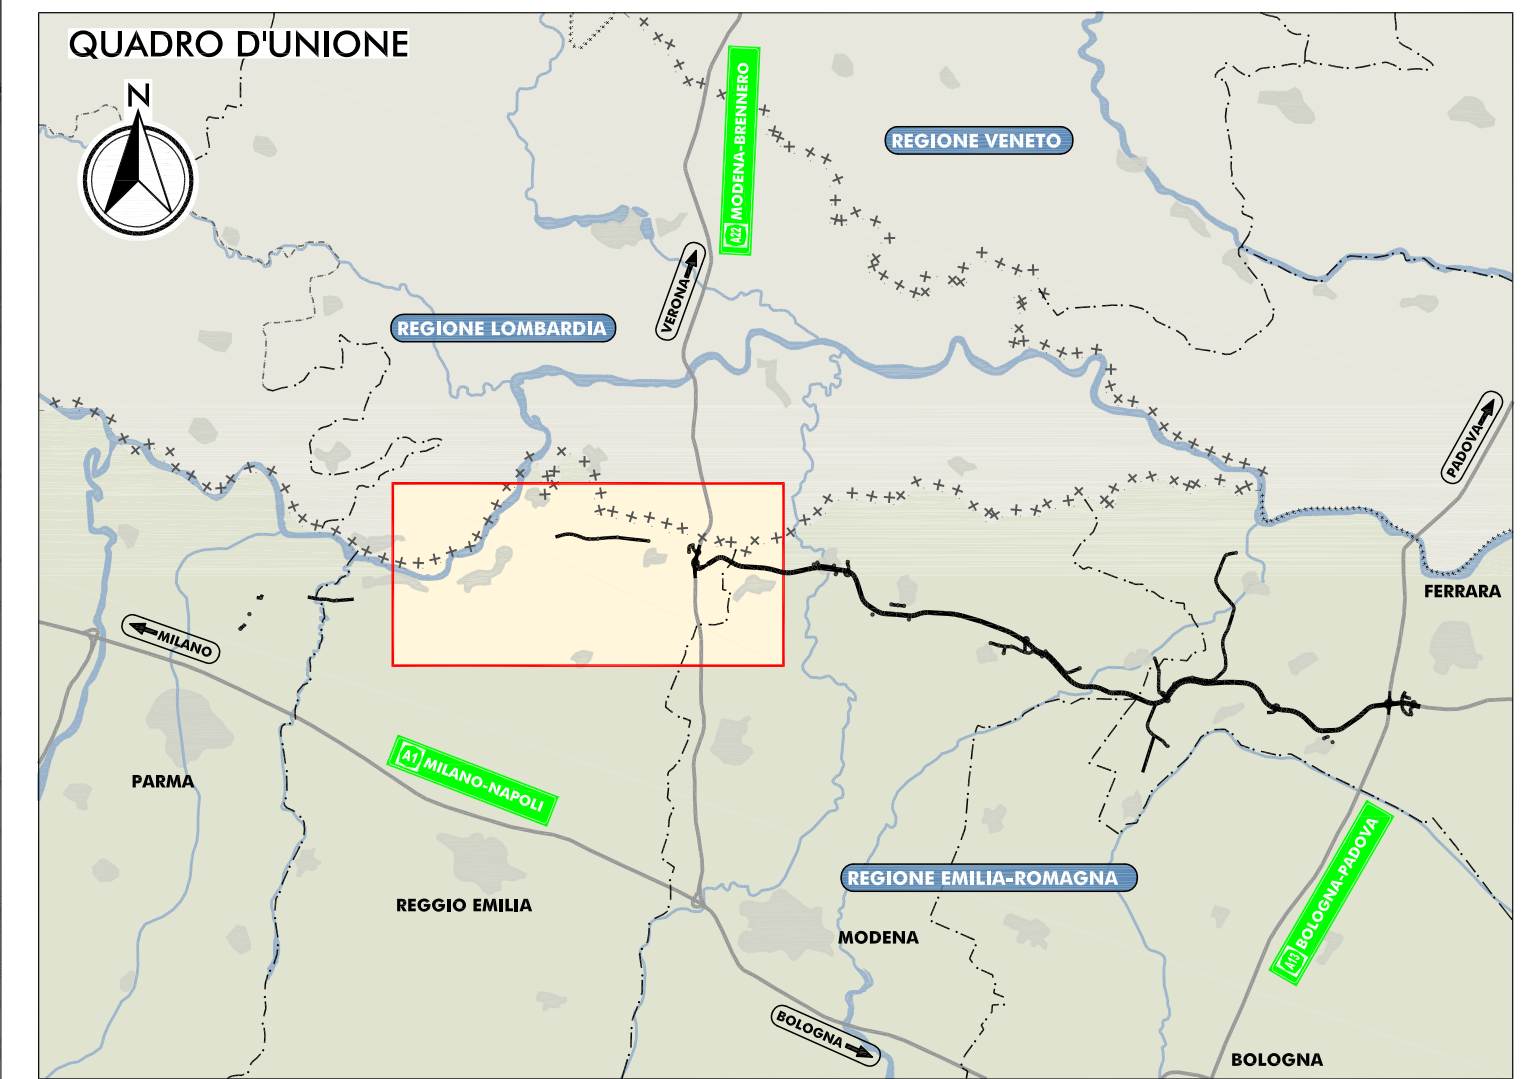 QUADRO D'UNIONE
N
A22 MODENA-BRENNERO
REGIONE VENETO
VERONA
REGIONE LOMBARDIA
PADOVA
FERRARA
MILANO
PARMA
A1 MILANO-NAPOLI
REGIONE EMILIA-ROMAGNA
A13 BOLOGNA-PADOVA
REGGIO EMILIA
MODENA
BOLOGNA
BOLOGNA